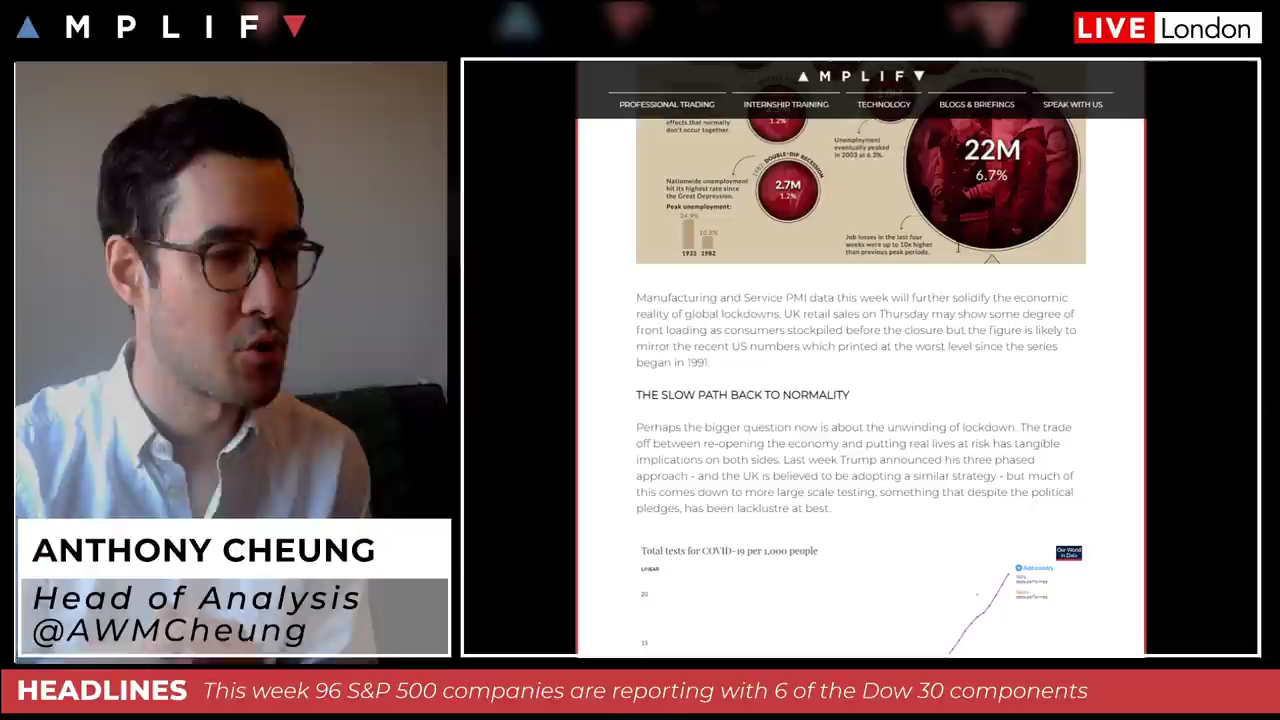 AMPLIFY
LIVE London
AMPLIFY
PROFESSIONAL TRADING
INTERNSHIP TRAINING
TECHNOLOGY
BLOGS & BRIEFINGS
SPEAK WITH US
effects that normally
don't occur together.
1.2%
Unemployment
eventually peaked
in 2003 at 6.3%.
22M
6.7%
DOUBLE-DIP RECESSION
Nationwide unemployment
hit its highest rate since
the Great Depression.
2.7M
1.2%
Peak unemployment:
24.9%
10.8%
1933 1982
Job losses in the last four
weeks were up to 10x higher
than previous peak periods.
Manufacturing and Service PMI data this week will further solidify the economic
reality of global lockdowns. UK retail sales on Thursday may show some degree of
front loading as consumers stockpiled before the closure but the figure is likely to
mirror the recent US numbers which printed at the worst level since the series
began in 1991.
THE SLOW PATH BACK TO NORMALITY
Perhaps the bigger question now is about the unwinding of lockdown. The trade
off between re-opening the economy and putting real lives at risk has tangible
implications on both sides. Last week Trump announced his three phased
approach - and the UK is believed to be adopting a similar strategy - but much of
this comes down to more large scale testing, something that despite the political
pledges, has been lacklustre at best.
Total tests for COVID-19 per 1,000 people
Our World
in Data
LINEAR
Add country
20
15
ANTHONY CHEUNG
Head of Analysis
@AWMCheung
HEADLINES This week 96 S&P 500 companies are reporting with 6 of the Dow 30 components